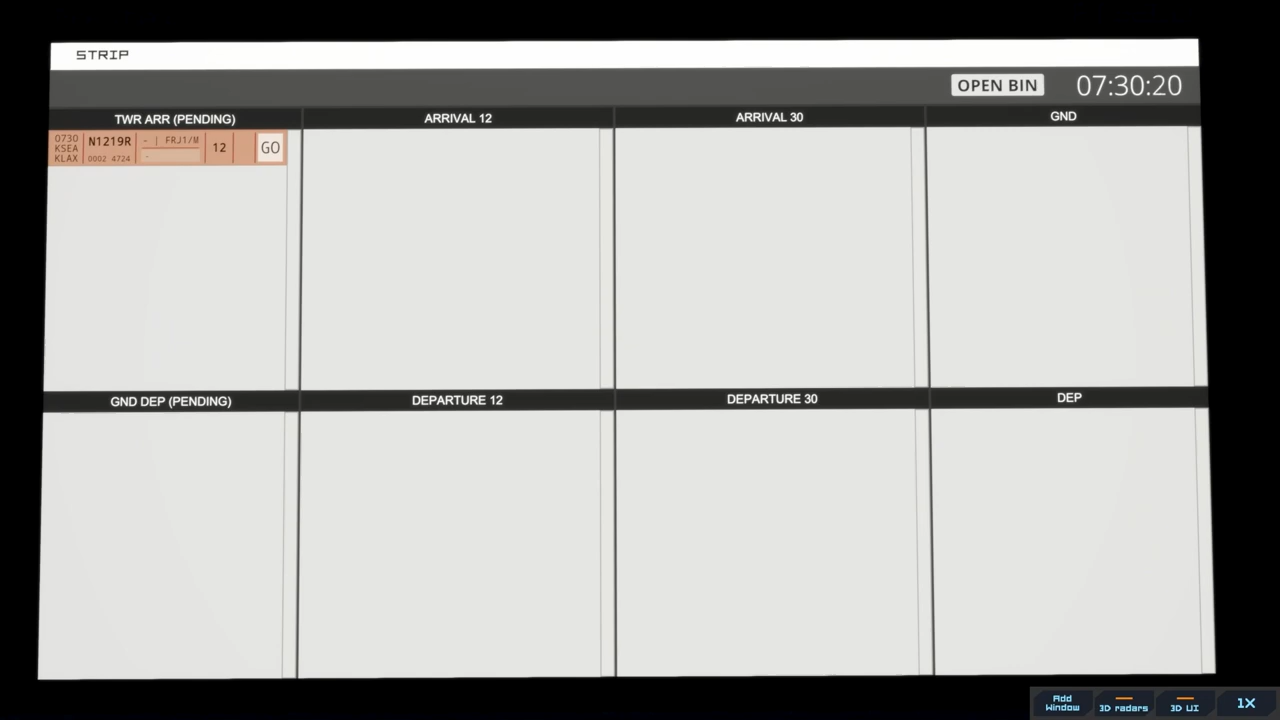 STRIP
OPEN BIN 07:30:20
TWR ARR (PENDING) ARRIVAL 12 ARRIVAL 30 GND
0730
KSEA
KLAX
N1219R
0002 4724
- | FRJ1/M
-
12
GO
GND DEP (PENDING) DEPARTURE 12 DEPARTURE 30 DEP
Add
Window
3D radars
3D UI
1X